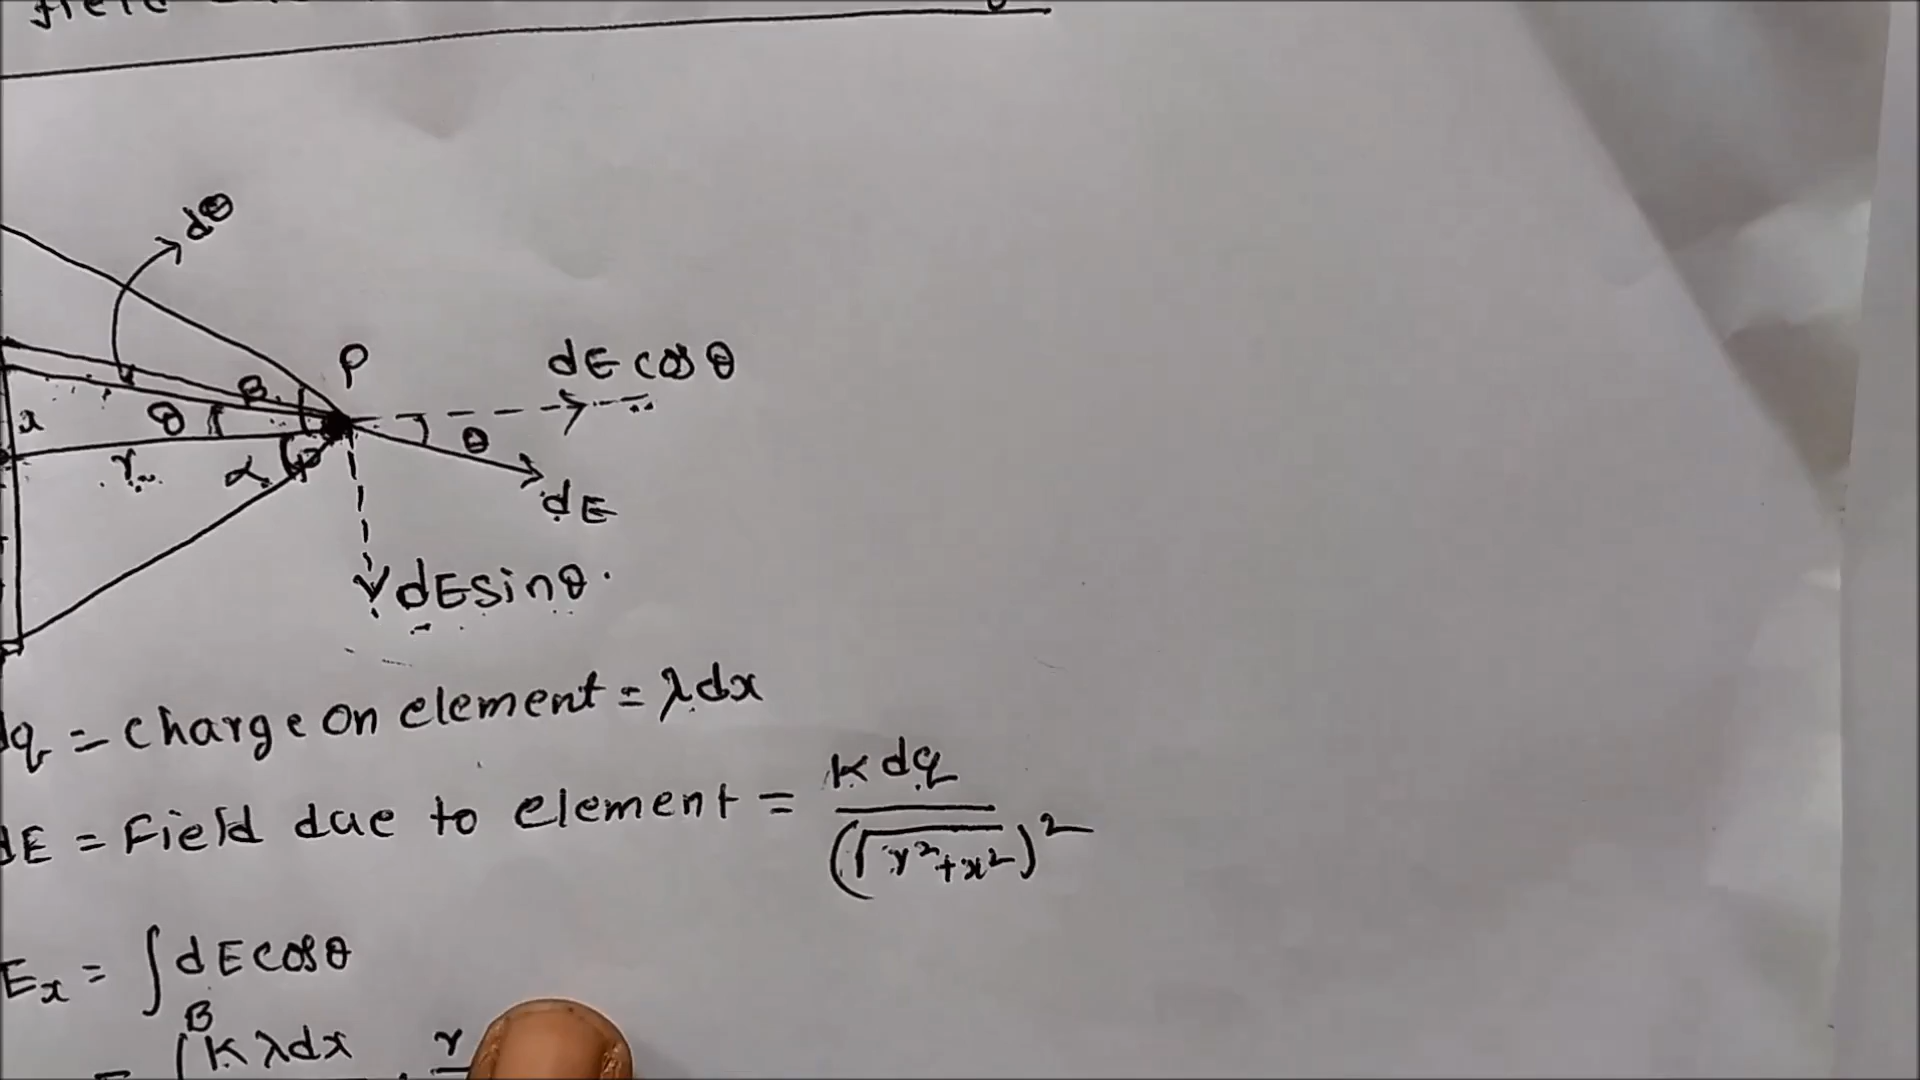 dθ
P
dE cosθ
B
x
θ
θ
r
α
dE
dE sinθ
dq = charge on element = λdx
dE = Field due to element = K dq / (√r²+x²)²
Ex = ∫dE cosθ
B
∫ K λdx . r